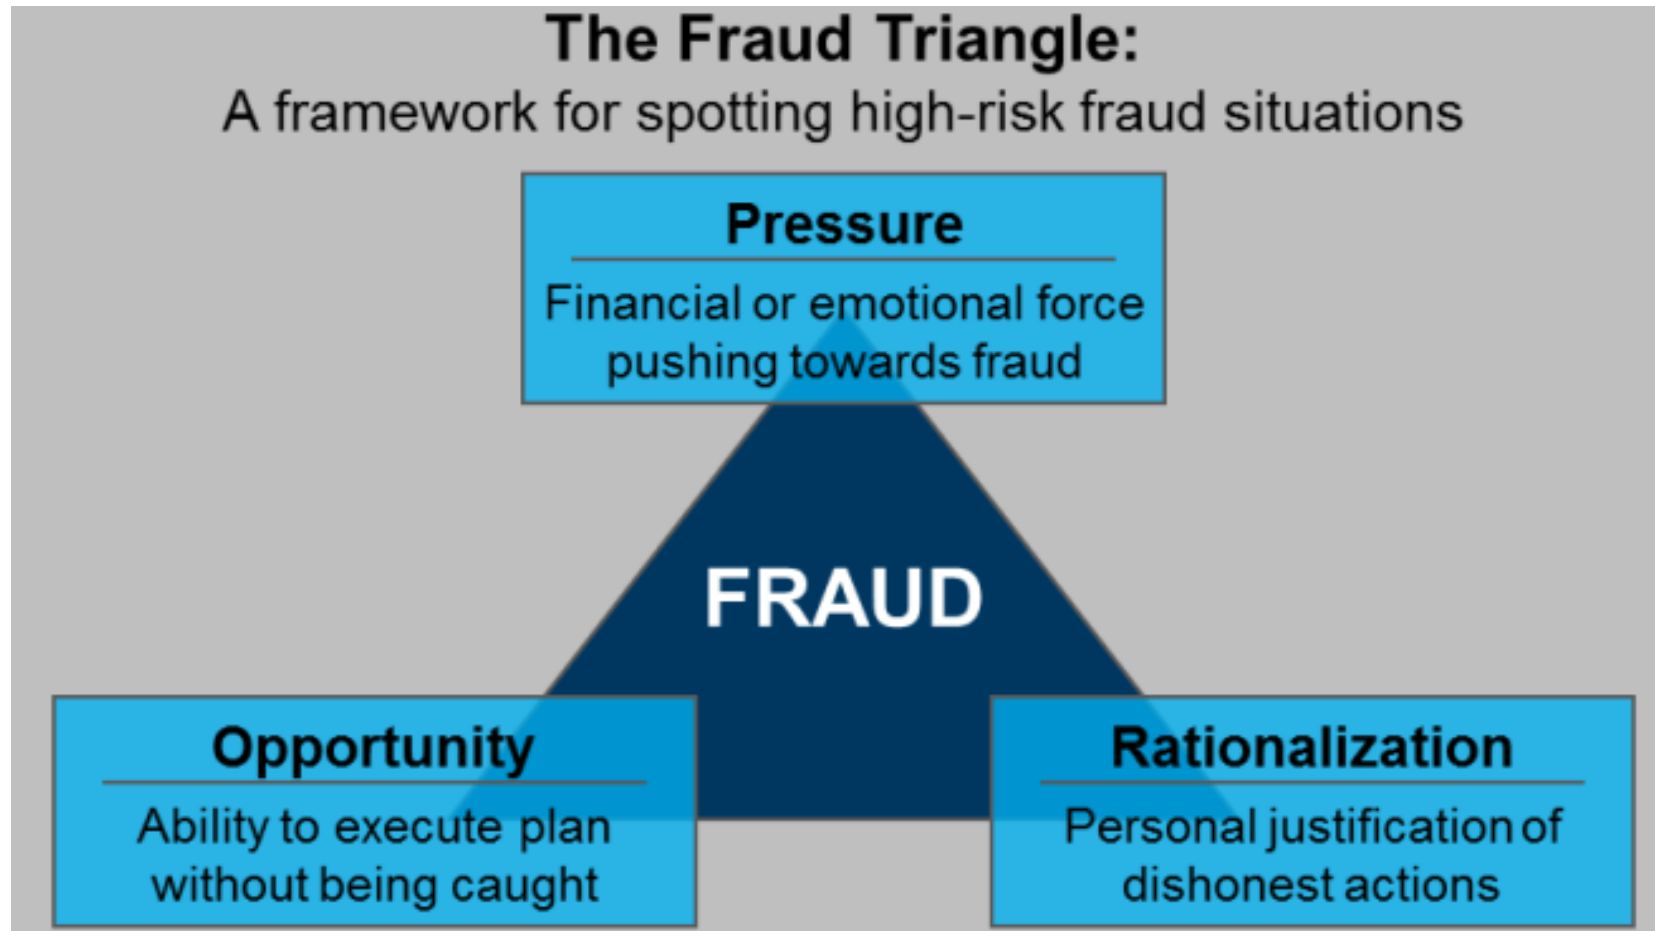 The Fraud Triangle:
A framework for spotting high-risk fraud situations
Pressure
Financial or emotional force
pushing towards fraud
FRAUD
Opportunity
Ability to execute plan
without being caught
Rationalization
Personal justification of
dishonest actions